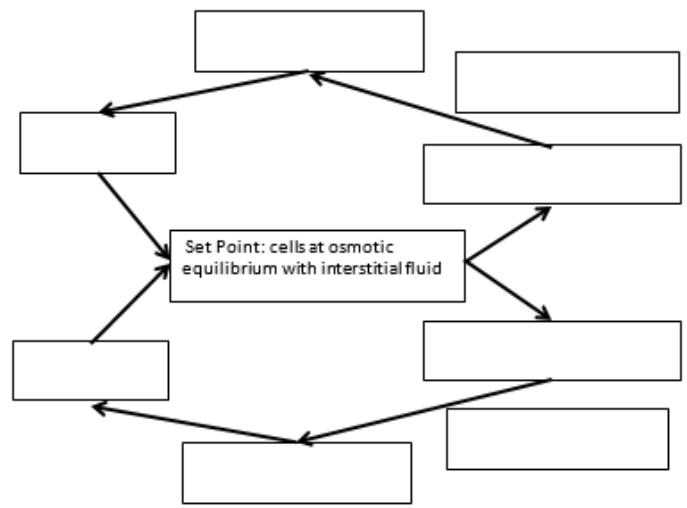 Set Point: cells at osmotic
equilibrium with interstitial fluid